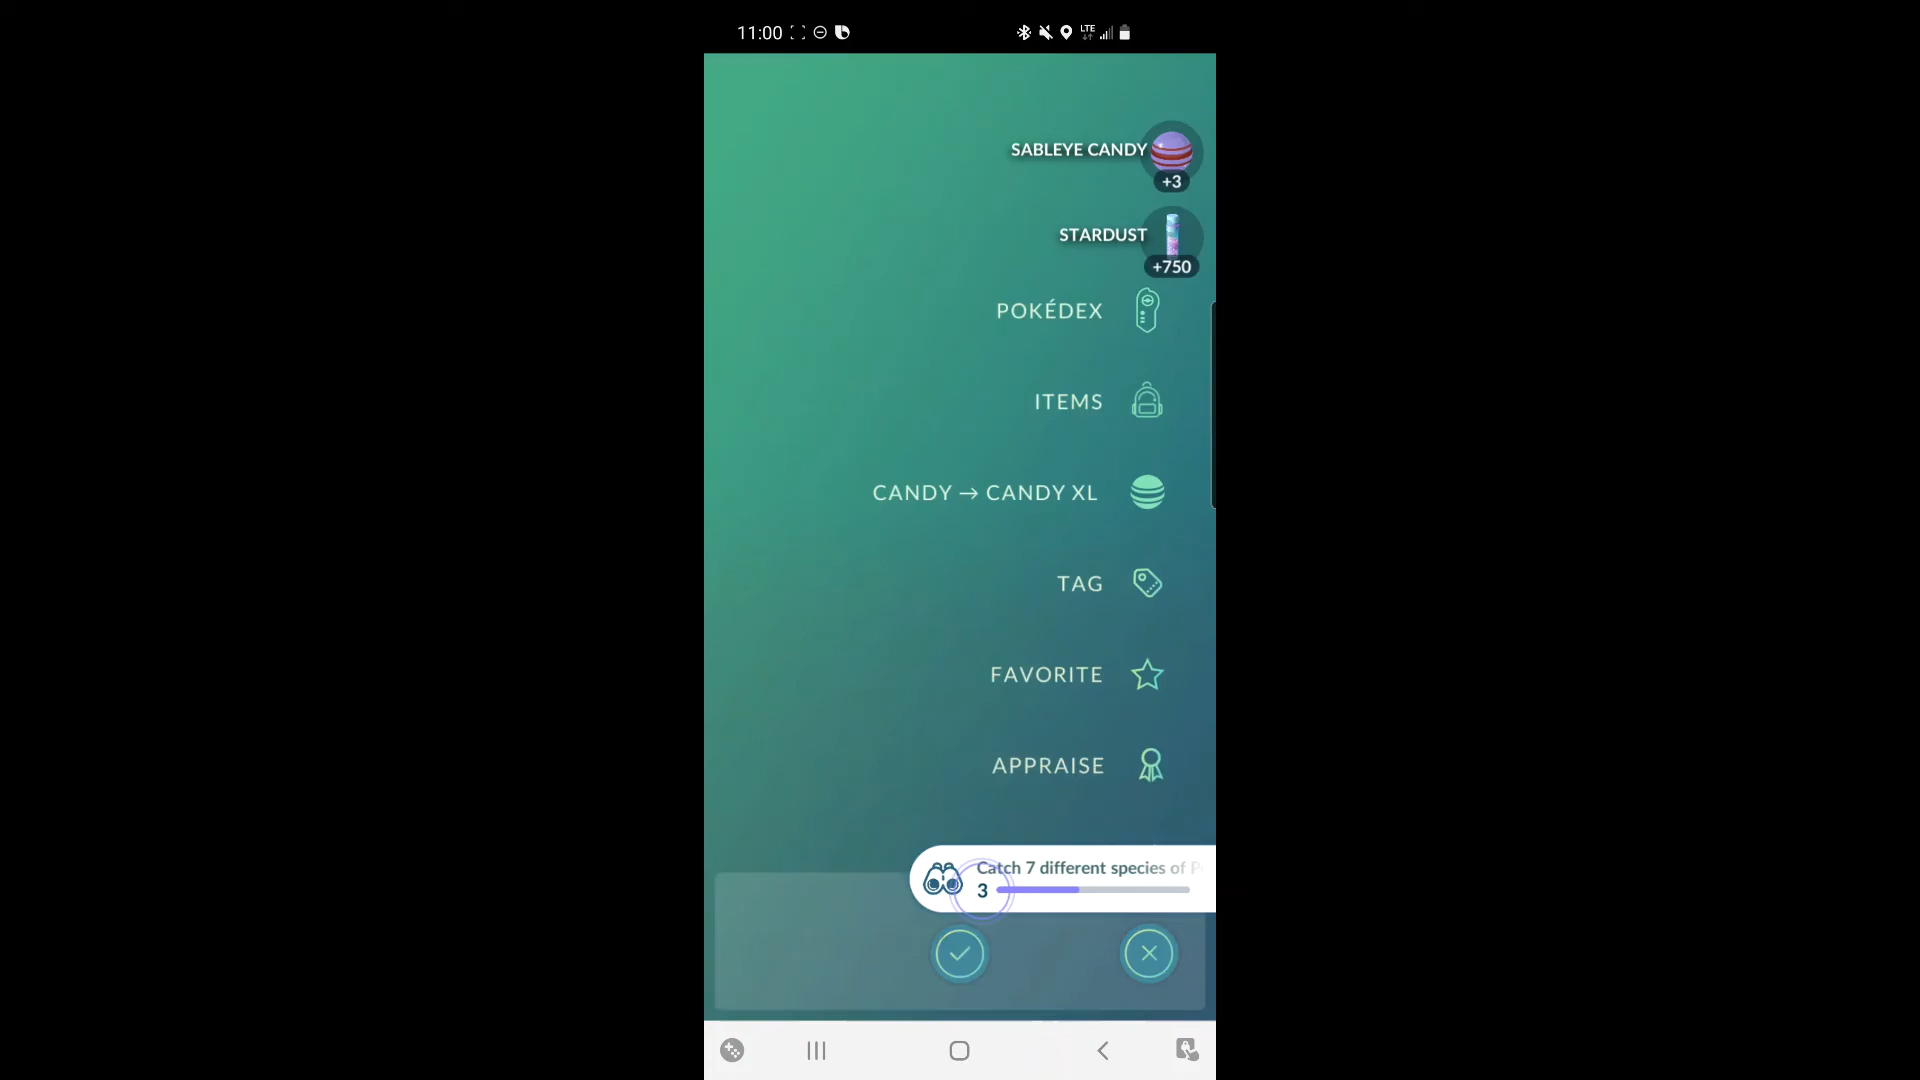 11:00
LTE
SABLEYE CANDY
+3
STARDUST
+750
POKÉDEX
ITEMS
CANDY → CANDY XL
TAG
FAVORITE
APPRAISE
Catch 7 different species of P
3